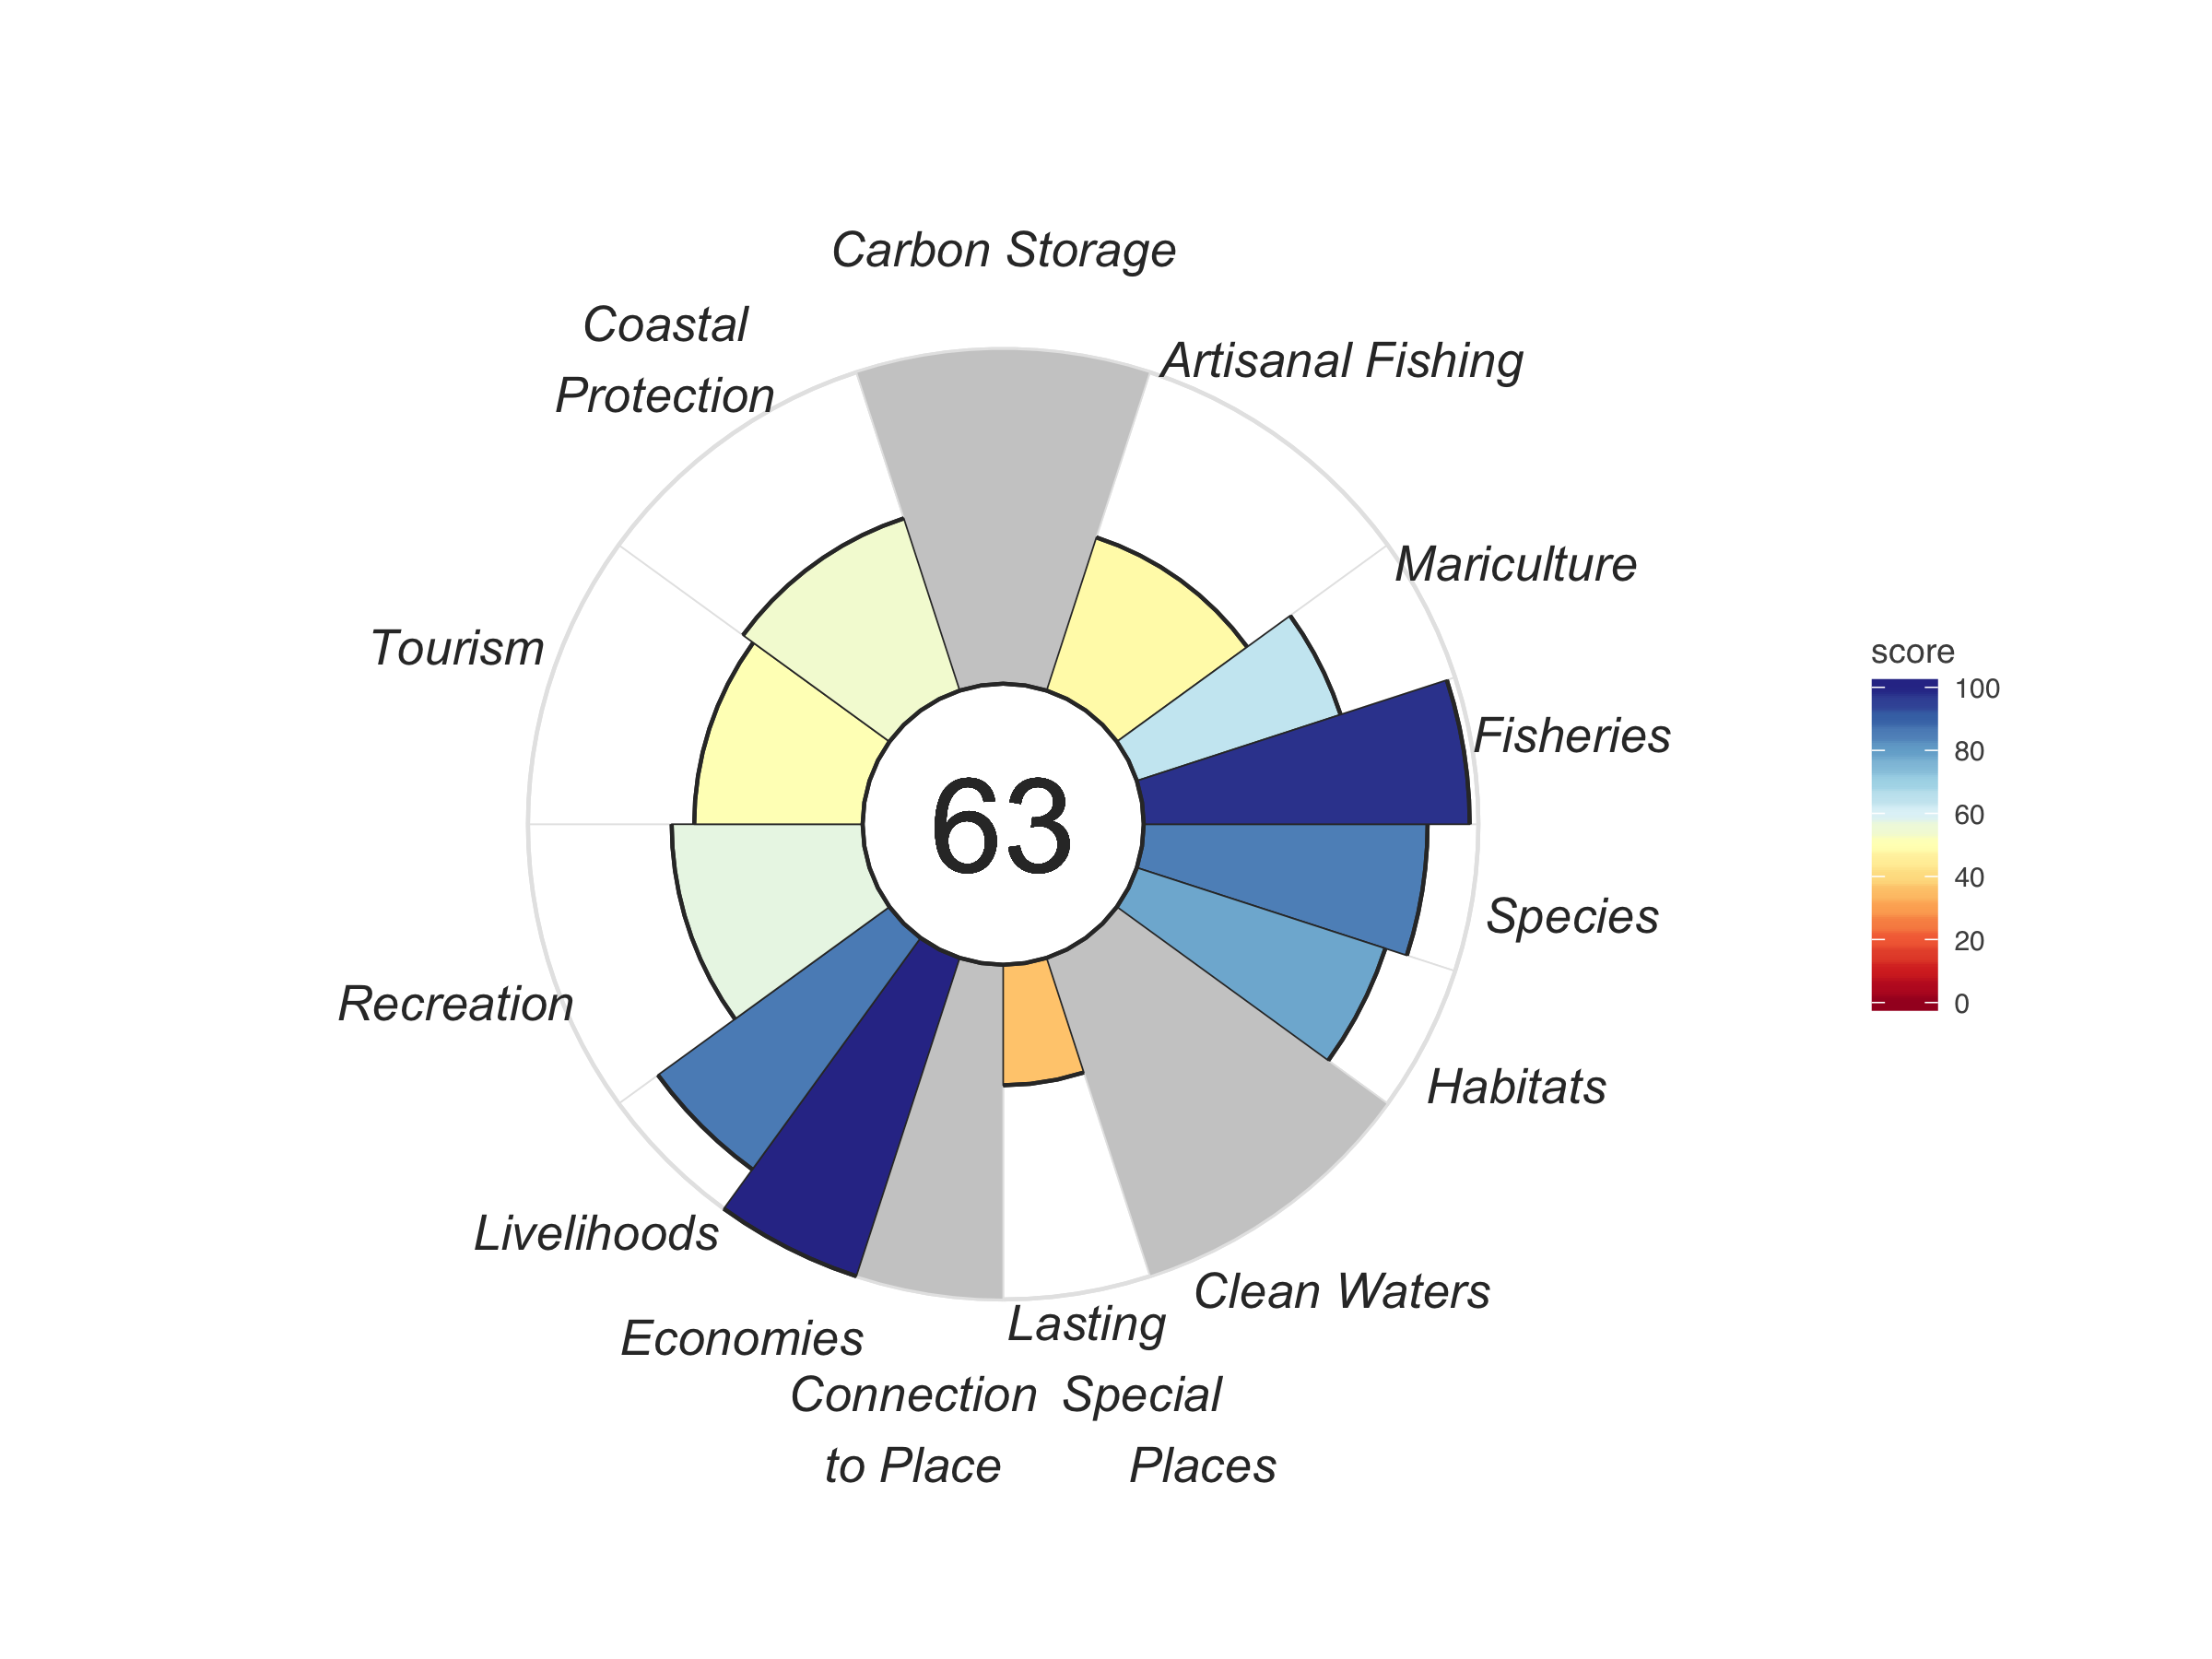 Carbon Storage
Coastal
Protection
Artisanal Fishing
Mariculture
Tourism
Fisheries
63
Species
Recreation
Habitats
Livelihoods
Clean Waters
Economies
Lasting
Special
Places
Connection
to Place
score
100
80
60
40
20
0